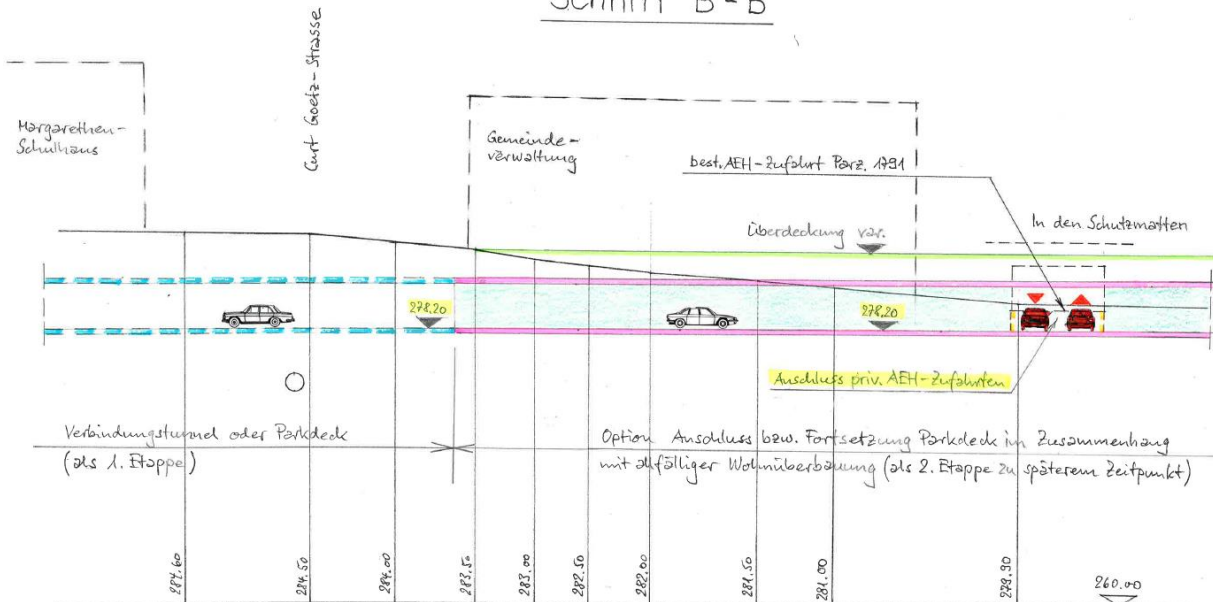 Schnitt B-B
Curt Goetz-Strasse
Margarethen-
Schulhaus
Gemeinde-
verwaltung
best. AEH-Zufahrt Parz. 1791
In den Schutzmatten
Überdeckung var.
278.20
278.20
Anschluss priv. AEH-Zufahrten
Verbindungstunnel oder Parkdeck
(als 1. Etappe)
Option Anschluss bzw. Fortsetzung Parkdeck im Zusammenhang
mit allfälliger Wohnüberbauung (als 2. Etappe zu späterem Zeitpunkt)
284.60
284.50
284.00
283.50
283.00
282.50
282.00
281.50
281.00
260.00